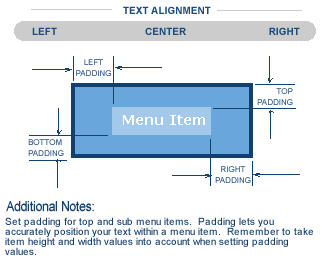 TEXT ALIGNMENT
LEFT CENTER RIGHT
LEFT
PADDING
TOP
PADDING
Menu Item
BOTTOM
PADDING
RIGHT
PADDING
Additional Notes:
Set padding for top and sub menu items. Padding lets you
accurately position your text within a menu item. Remember to take
item height and width values into account when setting padding
values.